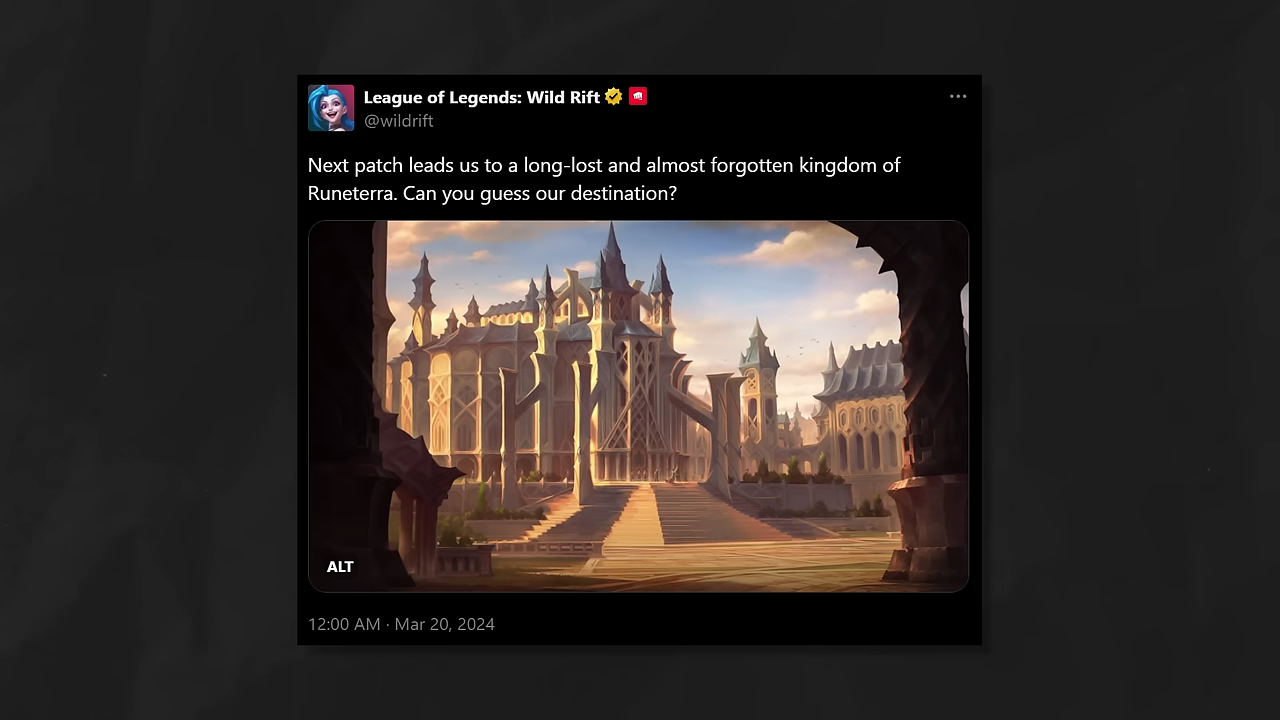 League of Legends: Wild Rift
@wildrift
Next patch leads us to a long-lost and almost forgotten kingdom of
Runeterra. Can you guess our destination?
ALT
12:00 AM · Mar 20, 2024